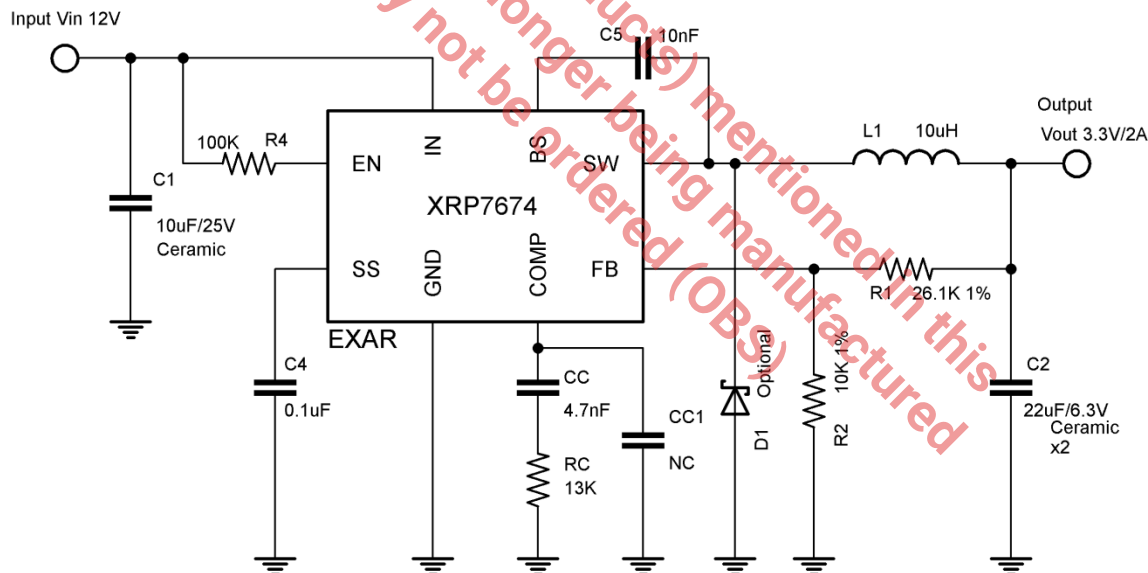 Input Vin 12V
C5
10nF
Output
Vout 3.3V/2A
L1
10uH
100K
R4
EN
IN
BS
SW
XRP7674
C1
10uF/25V
Ceramic
SS
GND
COMP
FB
R1
26.1K 1%
EXAR
C4
0.1uF
CC
4.7nF
CC1
NC
RC
13K
Optional
D1
10K 1%
R2
C2
22uF/6.3V
Ceramic
x2
ducts) mentioned in this
onger being manufactured
y not be ordered (OBS)